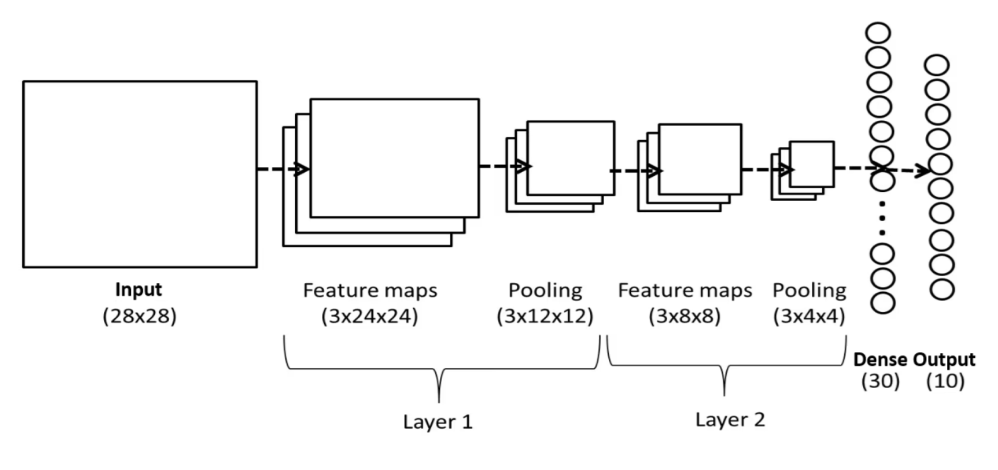 Input
(28x28)
Feature maps
(3x24x24)
Pooling
(3x12x12)
Feature maps
(3x8x8)
Pooling
(3x4x4)
Dense
(30)
Output
(10)
Layer 1
Layer 2